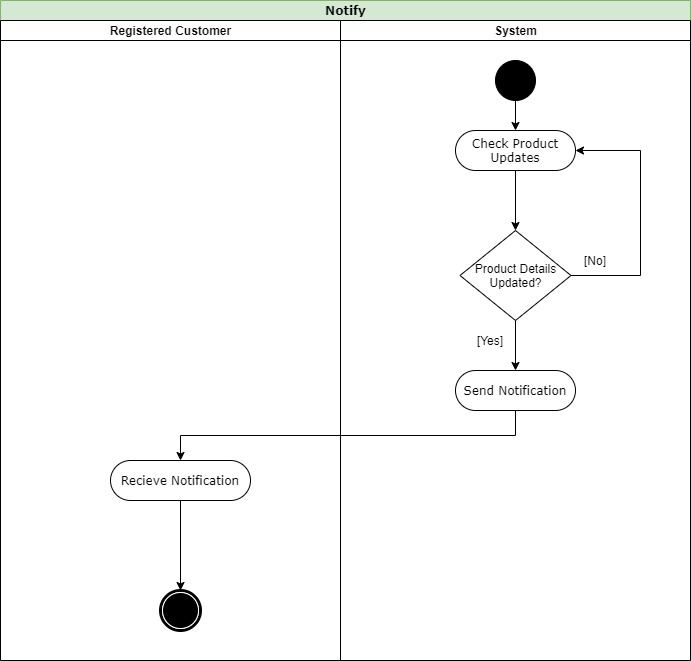 Notify
Registered Customer
System
Check Product
Updates
Product Details
Updated?
[No]
[Yes]
Send Notification
Recieve Notification